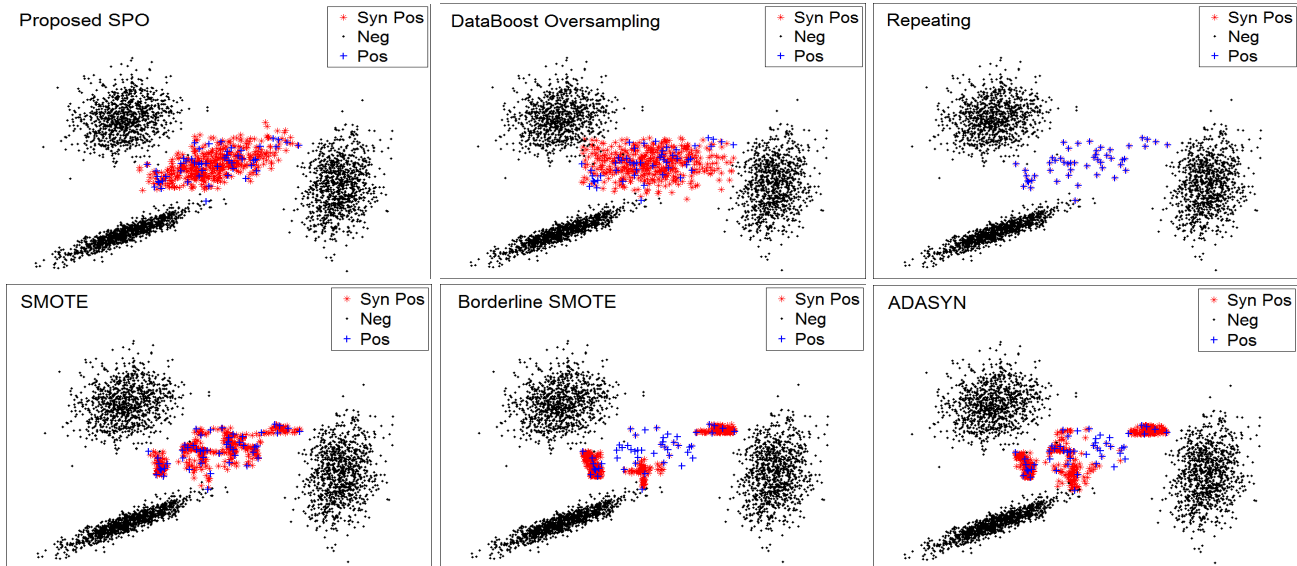 Proposed SPO
Syn Pos
Neg
Pos
DataBoost Oversampling
Syn Pos
Neg
Pos
Repeating
Syn Pos
Neg
Pos
SMOTE
Syn Pos
Neg
Pos
Borderline SMOTE
Syn Pos
Neg
Pos
ADASYN
Syn Pos
Neg
Pos